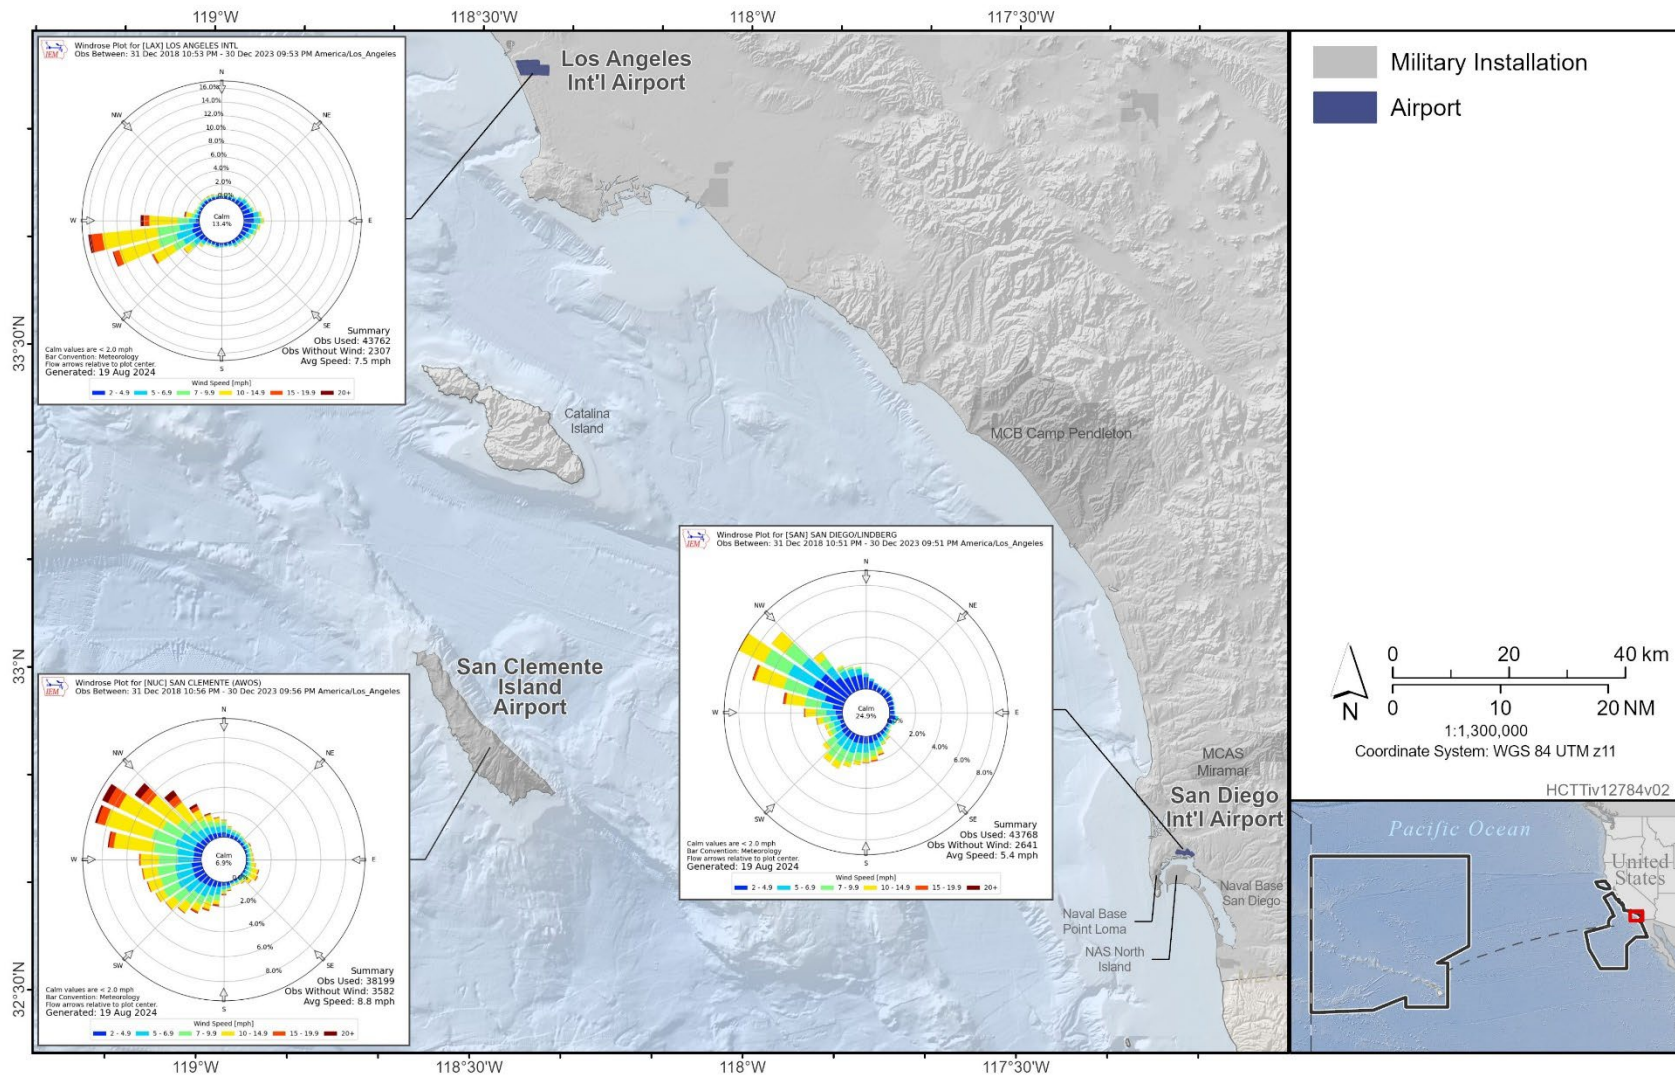 119°W
118°30'W
118°W
117°30'W
Windrose Plot for [LAX] LOS ANGELES INTL
Obs Between: 31 Dec 2018 10:53 PM - 30 Dec 2023 09:53 PM America/Los_Angeles
IEM
N
NE
E
SE
S
SW
W
NW
16.0%
14.0%
12.0%
10.0%
8.0%
6.0%
4.0%
2.0%
0.0%
Calm
13.4%
Summary
Obs Used: 43762
Obs Without Wind: 2307
Avg Speed: 7.5 mph
Calm values are < 2.0 mph
Bar Convention: Meteorology
Flow arrows relative to plot center.
Generated: 19 Aug 2024
Wind Speed [mph]
2 - 4.9
5 - 6.9
7 - 9.9
10 - 14.9
15 - 19.9
20+
Los Angeles
Int'l Airport
Military Installation
Airport
33°30'N
Catalina
Island
MCB Camp Pendleton
Windrose Plot for [SAN] SAN DIEGO/LINDBERG
Obs Between: 31 Dec 2018 10:51 PM - 30 Dec 2023 09:51 PM America/Los_Angeles
IEM
N
NE
E
SE
S
SW
W
NW
Calm
24.9%
2.0%
4.0%
6.0%
8.0%
Summary
Obs Used: 43768
Obs Without Wind: 2641
Avg Speed: 5.4 mph
Calm values are < 2.0 mph
Bar Convention: Meteorology
Flow arrows relative to plot center.
Generated: 19 Aug 2024
Wind Speed [mph]
2 - 4.9
5 - 6.9
7 - 9.9
10 - 14.9
15 - 19.9
20+
33°N
San Clemente
Island
Airport
Windrose Plot for [NUC] SAN CLEMENTE (AWOS)
Obs Between: 31 Dec 2018 10:56 PM - 30 Dec 2023 09:56 PM America/Los_Angeles
IEM
N
NE
E
SE
S
SW
W
NW
Calm
6.9%
0.0%
2.0%
4.0%
6.0%
8.0%
Summary
Obs Used: 38199
Obs Without Wind: 3582
Avg Speed: 8.8 mph
Calm values are < 2.0 mph
Bar Convention: Meteorology
Flow arrows relative to plot center.
Generated: 19 Aug 2024
Wind Speed [mph]
2 - 4.9
5 - 6.9
7 - 9.9
10 - 14.9
15 - 19.9
20+
MCAS
Miramar
San Diego
Int'l Airport
Naval Base
San Diego
Naval Base
Point Loma
NAS North
Island
32°30'N
N
0 20 40 km
0 10 20 NM
1:1,300,000
Coordinate System: WGS 84 UTM z11
HCTTiv12784v02
Pacific Ocean
United
States
119°W
118°30'W
118°W
117°30'W